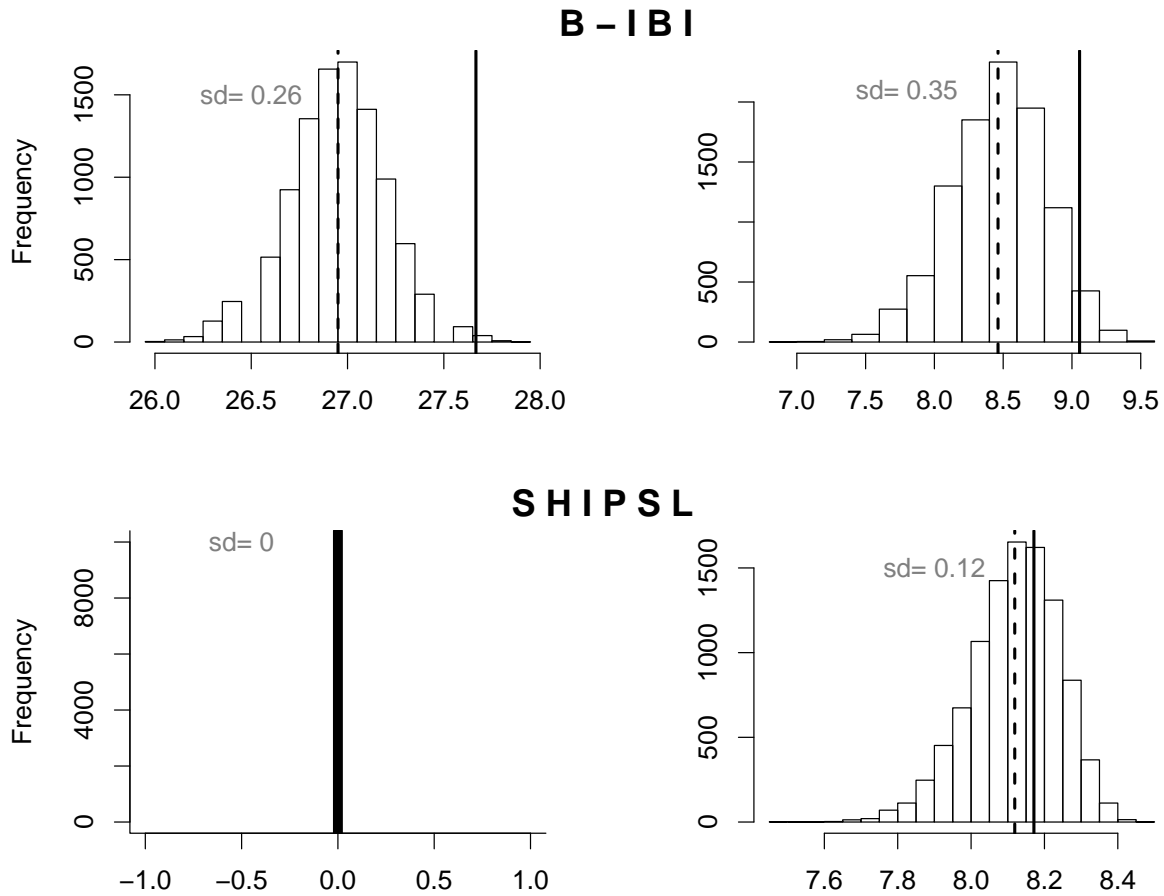 B – I B I
sd= 0.26
sd= 0.35
Frequency
0 500 1000 1500
0 500 1500
26.0 26.5 27.0 27.5 28.0
7.0 7.5 8.0 8.5 9.0 9.5
S H I P S L
sd= 0
sd= 0.12
Frequency
0 4000 8000
0 500 1000 1500
−1.0 −0.5 0.0 0.5 1.0
7.6 7.8 8.0 8.2 8.4